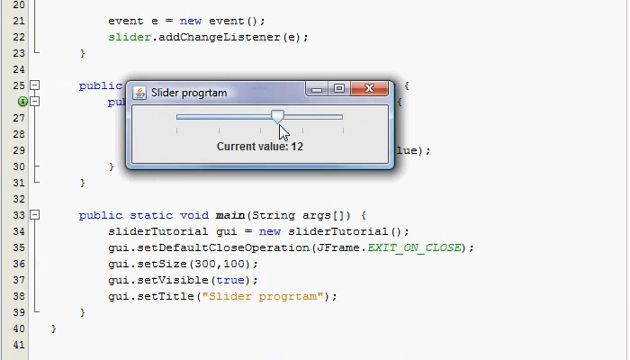 21 event e = new event();
22 slider.addChangeListener(e);
23 }
24
25 public {
26 pu {
Slider progrtam
27
28
29 lue);
Current value: 12
30 }
31 }
32
33 public static void main(String args[]) {
34 sliderTutorial gui = new sliderTutorial();
35 gui.setDefaultCloseOperation(JFrame.EXIT_ON_CLOSE);
36 gui.setSize(300,100);
37 gui.setVisible(true);
38 gui.setTitle("Slider progrtam");
39 }
40 }
41